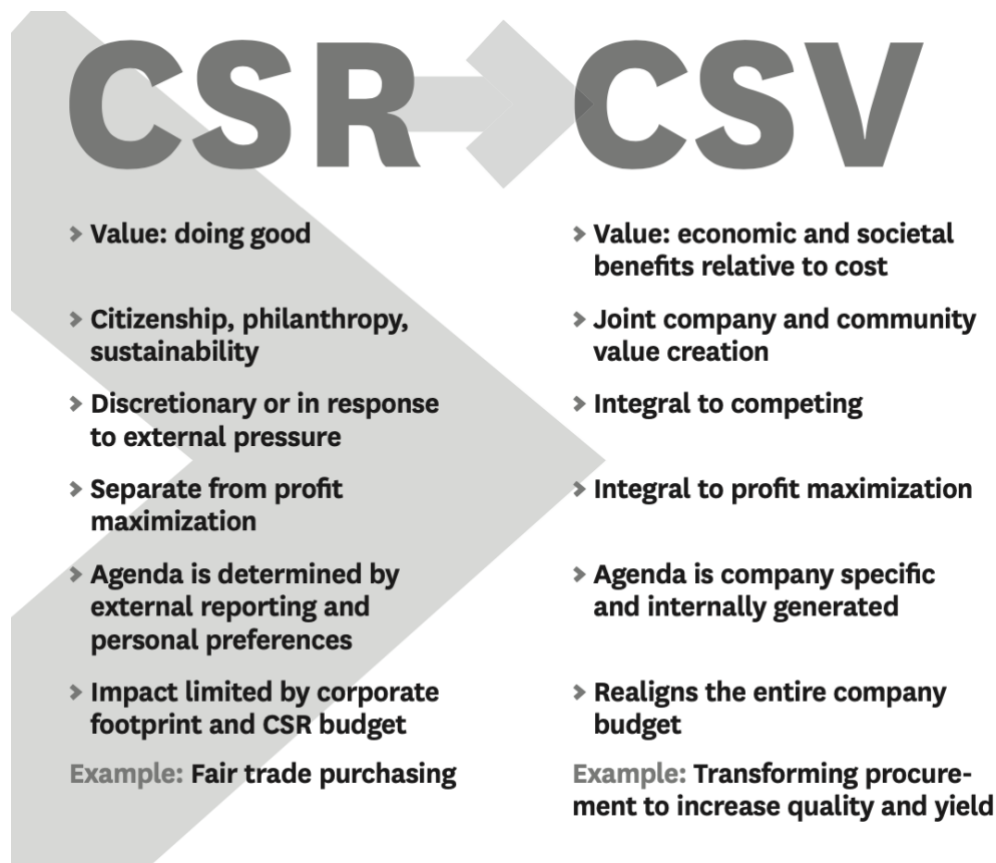 CSR
CSV
> Value: doing good
> Citizenship, philanthropy,
sustainability
> Discretionary or in response
to external pressure
> Separate from profit
maximization
> Agenda is determined by
external reporting and
personal preferences
> Impact limited by corporate
footprint and CSR budget
Example: Fair trade purchasing
> Value: economic and societal
benefits relative to cost
> Joint company and community
value creation
> Integral to competing
> Integral to profit maximization
> Agenda is company specific
and internally generated
> Realigns the entire company
budget
Example: Transforming procure-
ment to increase quality and yield